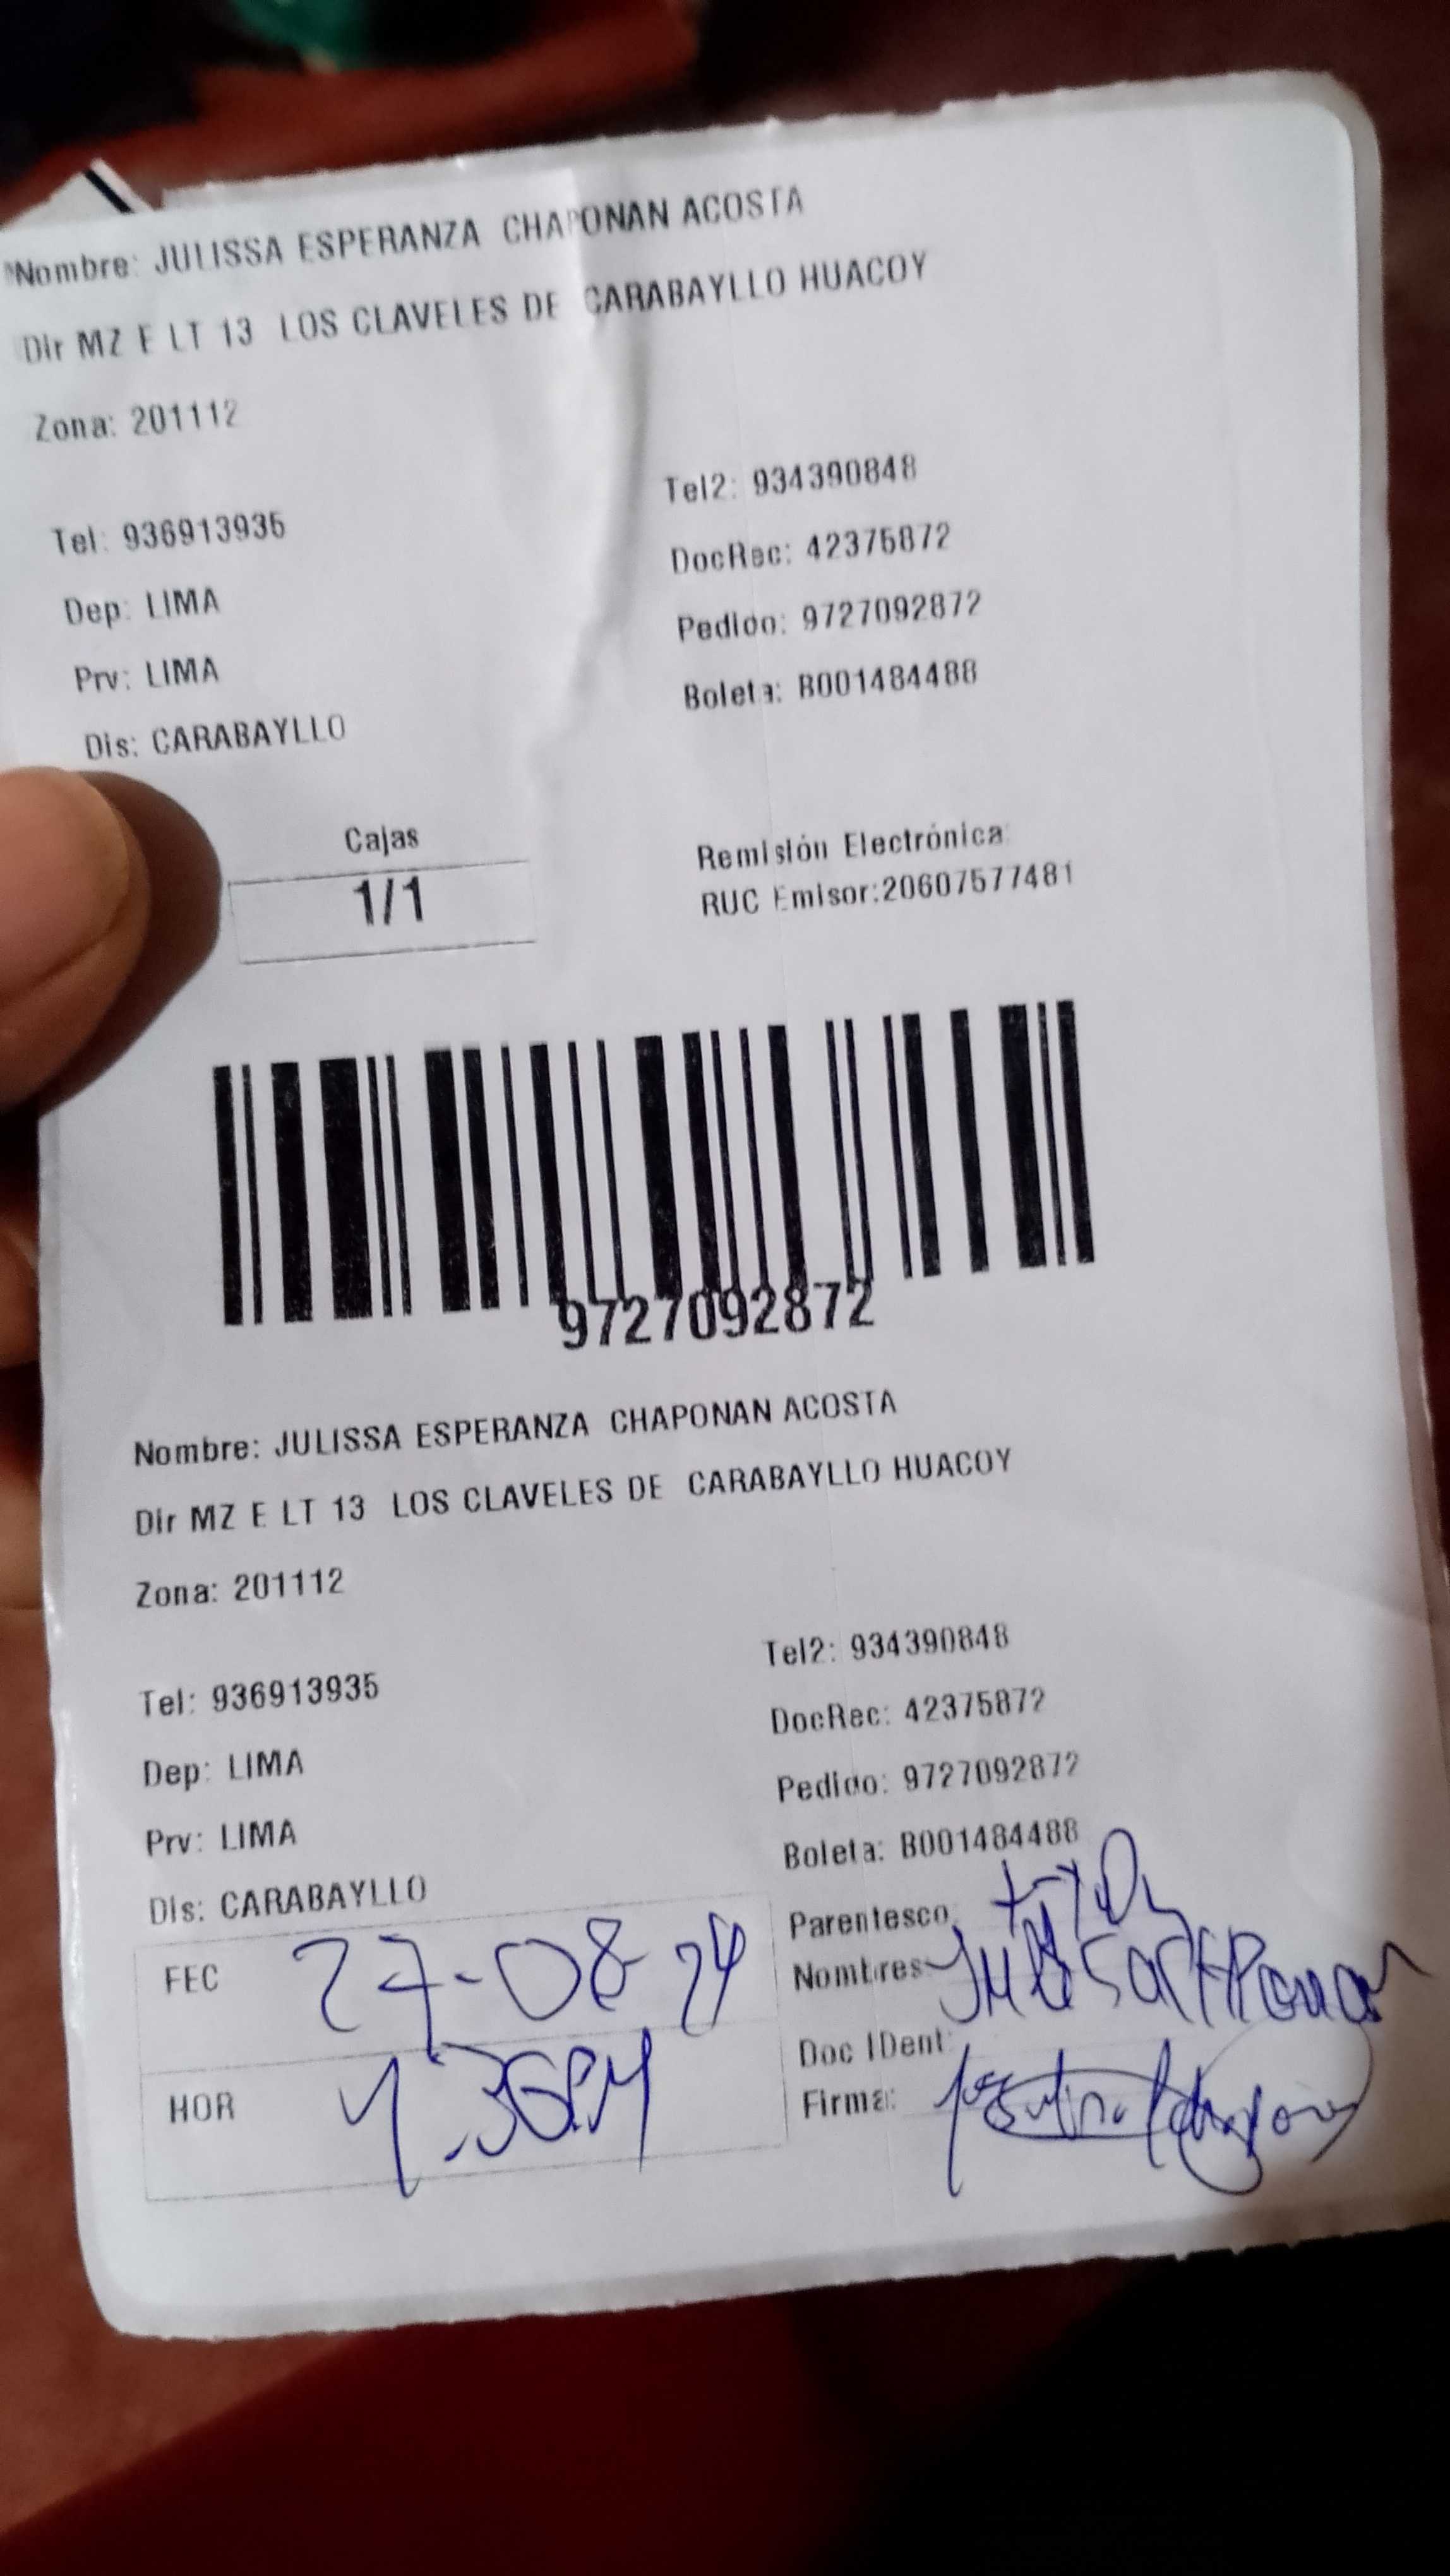 Nombre: JULISSA ESPERANZA CHAPONAN ACOSTA
Dir MZ E LT 13 LOS CLAVELES DE CARABAYLLO HUACOY
Zona: 201112
Tel2: 934390848
Tel: 936913935
DocRec: 42375872
Dep: LIMA
Pedido: 9727092872
Prv: LIMA
Boleta: B001484488
Dis: CARABAYLLO
Cajas
1/1
Remisión Electrónica:
RUC Emisor:20607577481
9727092872
Nombre: JULISSA ESPERANZA CHAPONAN ACOSTA
Dir MZ E LT 13 LOS CLAVELES DE CARABAYLLO HUACOY
Zona: 201112
Tel2: 934390848
Tel: 936913935
DocRec: 42375872
Dep: LIMA
Pedido: 9727092872
Prv: LIMA
Boleta: B001484488
Dis: CARABAYLLO
Parentesco:
FEC 27-08-24
Nombres:
Doc IDent:
HOR PM
Firma: